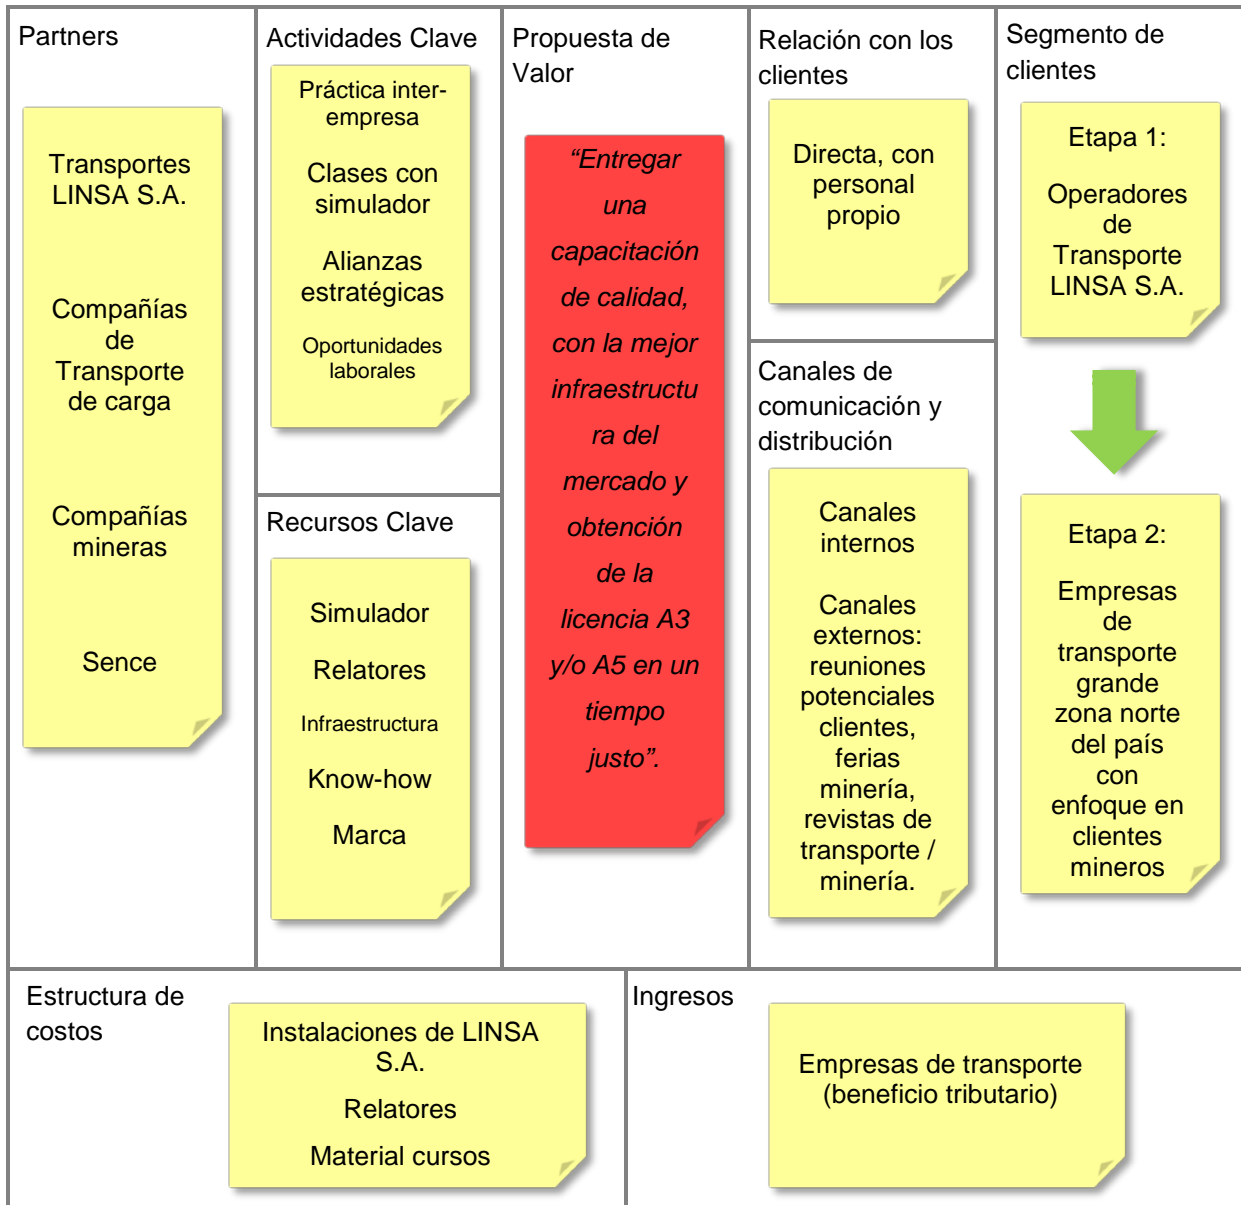 Partners
Transportes
LINSA S.A.
Compañías
de
Transporte
de carga
Compañías
mineras
Sence
Actividades Clave
Práctica inter-
empresa
Clases con
simulador
Alianzas
estratégicas
Oportunidades
laborales
Recursos Clave
Simulador
Relatores
Infraestructura
Know-how
Marca
Propuesta de
Valor
“Entregar
una
capacitación
de calidad,
con la mejor
infraestructu
ra del
mercado y
obtención
de la
licencia A3
y/o A5 en un
tiempo
justo”.
Relación con los
clientes
Directa, con
personal
propio
Canales de
comunicación y
distribución
Canales
internos
Canales
externos:
reuniones
potenciales
clientes,
ferias
minería,
revistas de
transporte /
minería.
Segmento de
clientes
Etapa 1:
Operadores
de
Transporte
LINSA S.A.
Etapa 2:
Empresas
de
transporte
grande
zona norte
del país
con
enfoque en
clientes
mineros
Estructura de
costos
Instalaciones de LINSA
S.A.
Relatores
Material cursos
Ingresos
Empresas de transporte
(beneficio tributario)